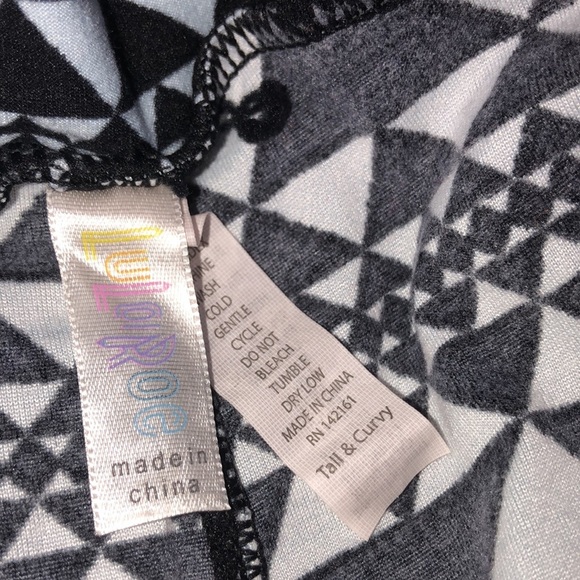 LuLaRoe
made in
china
COLD
GENTLE
CYCLE
DO NOT
BLEACH
TUMBLE
DRY LOW
MADE IN CHINA
RN 142161
Tall & Curvy